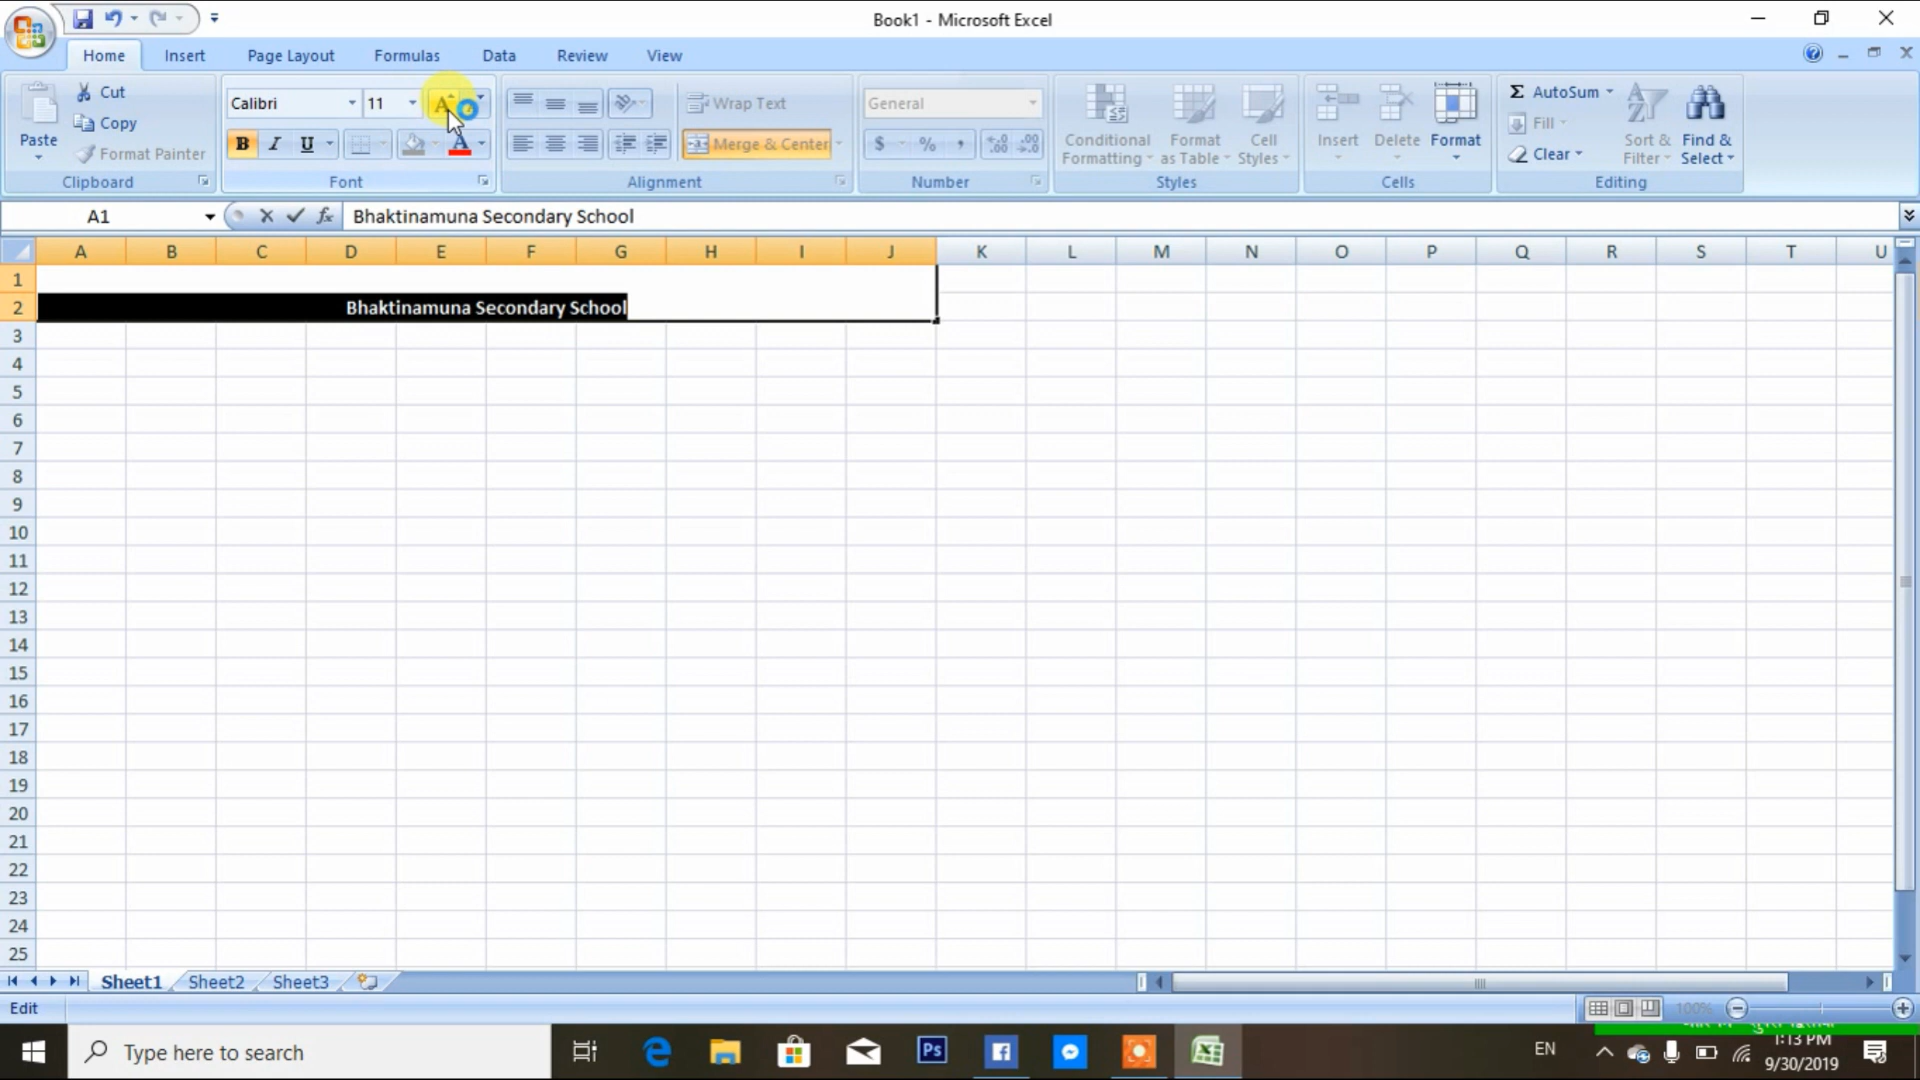 Book1 - Microsoft Excel
Home Insert Page Layout Formulas Data Review View
Cut
Copy
Format Painter
Paste
Clipboard
Calibri 11
B I U A
Font
Wrap Text
Merge & Center
Alignment
General
$ % , .00
Number
Conditional Formatting
Format as Table
Cell Styles
Styles
Insert Delete Format
Cells
Σ AutoSum
Fill
Clear
Sort & Filter
Find & Select
Editing
A1 fx Bhaktinamuna Secondary School
A B C D E F G H I J K L M N O P Q R S T U
1
2 Bhaktinamuna Secondary School
3
4
5
6
7
8
9
10
11
12
13
14
15
16
17
18
19
20
21
22
23
24
25
Sheet1 Sheet2 Sheet3
Edit 100%
Type here to search
Ps
EN
1:13 PM
9/30/2019